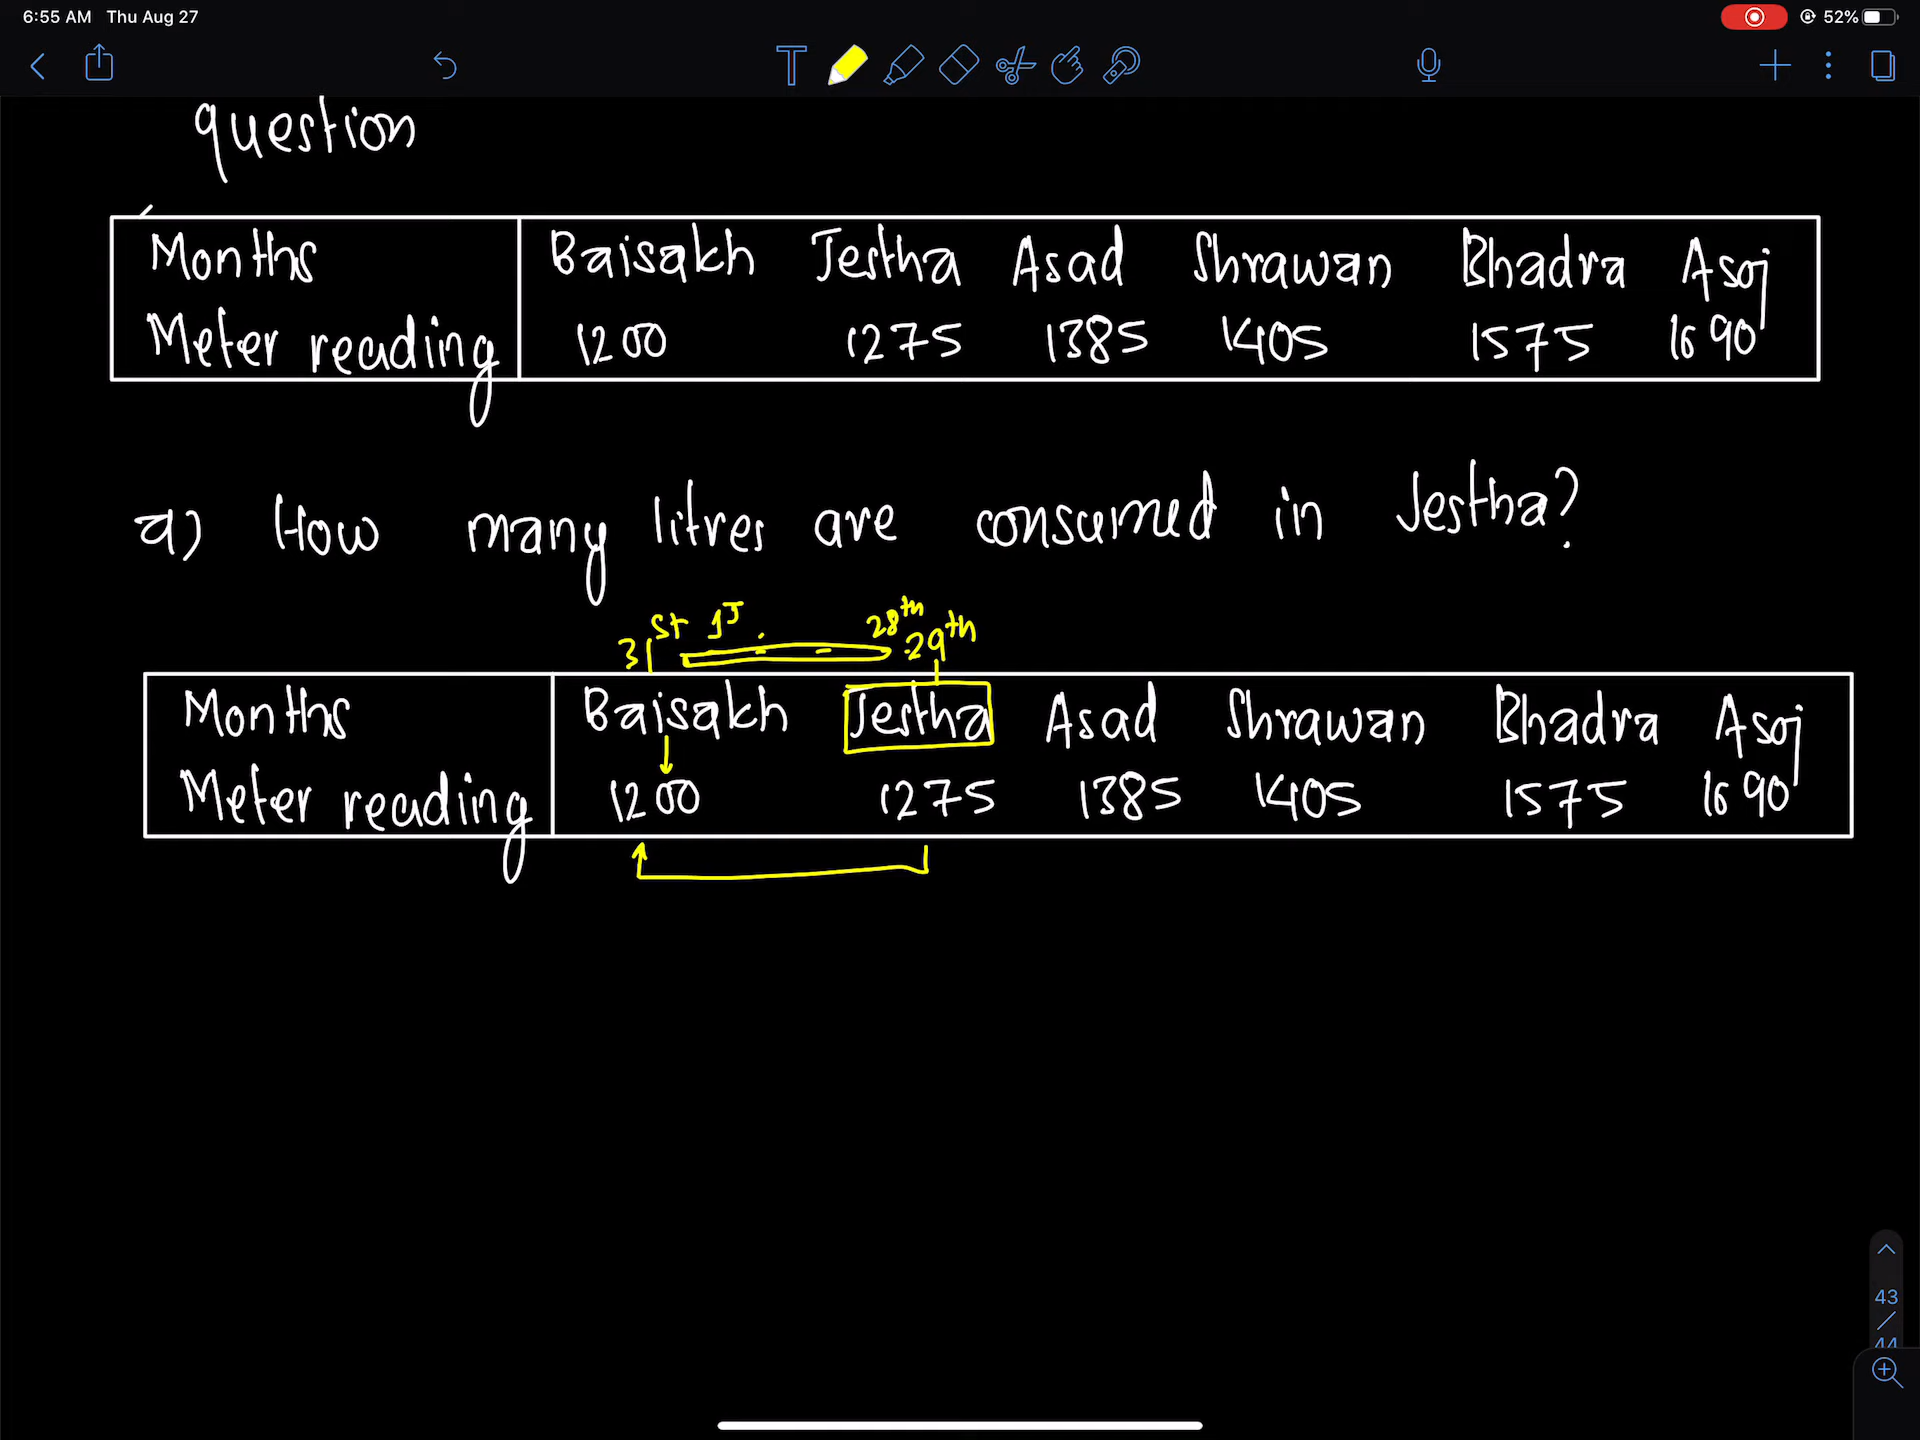 6:55 AM Thu Aug 27
52%
question
Months Baisakh Jestha Asad Shrawan Bhadra Asoj
Meter reading 1200 1275 1385 1405 1575 1690
a) How many litres are consumed in Jestha?
31st 1J 28th 29th
Months Baisakh Jestha Asad Shrawan Bhadra Asoj
Meter reading 1200 1275 1385 1405 1575 1690
43
/
44